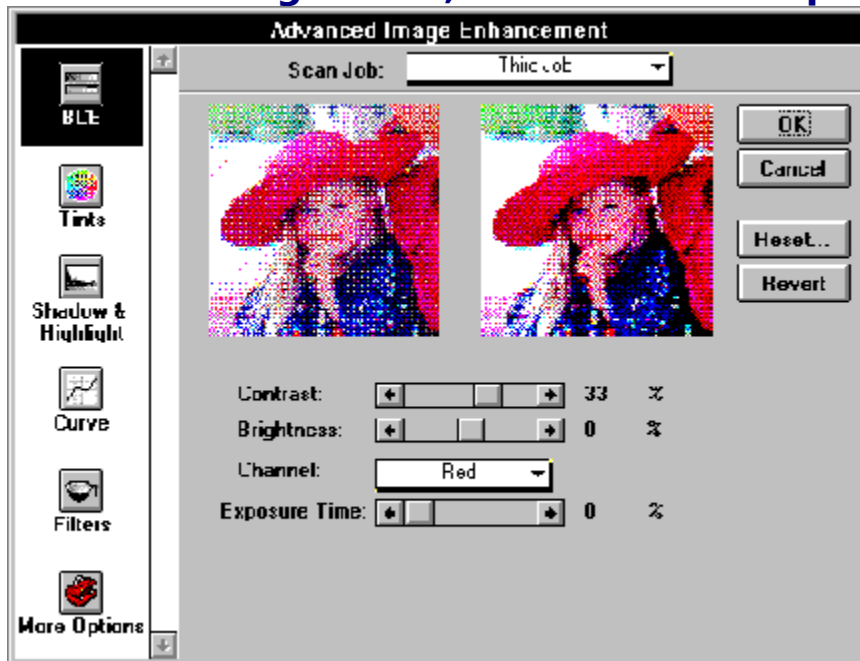 Advanced Image Enhancement
Scan Job:
OK
Cancel
Reset...
Revert
BCE
Tints
Shadow &
Highlight
Curve
Filters
More Options
Contrast: 33 %
Brightness: 0 %
Channel: Red
Exposure Time: 0 %